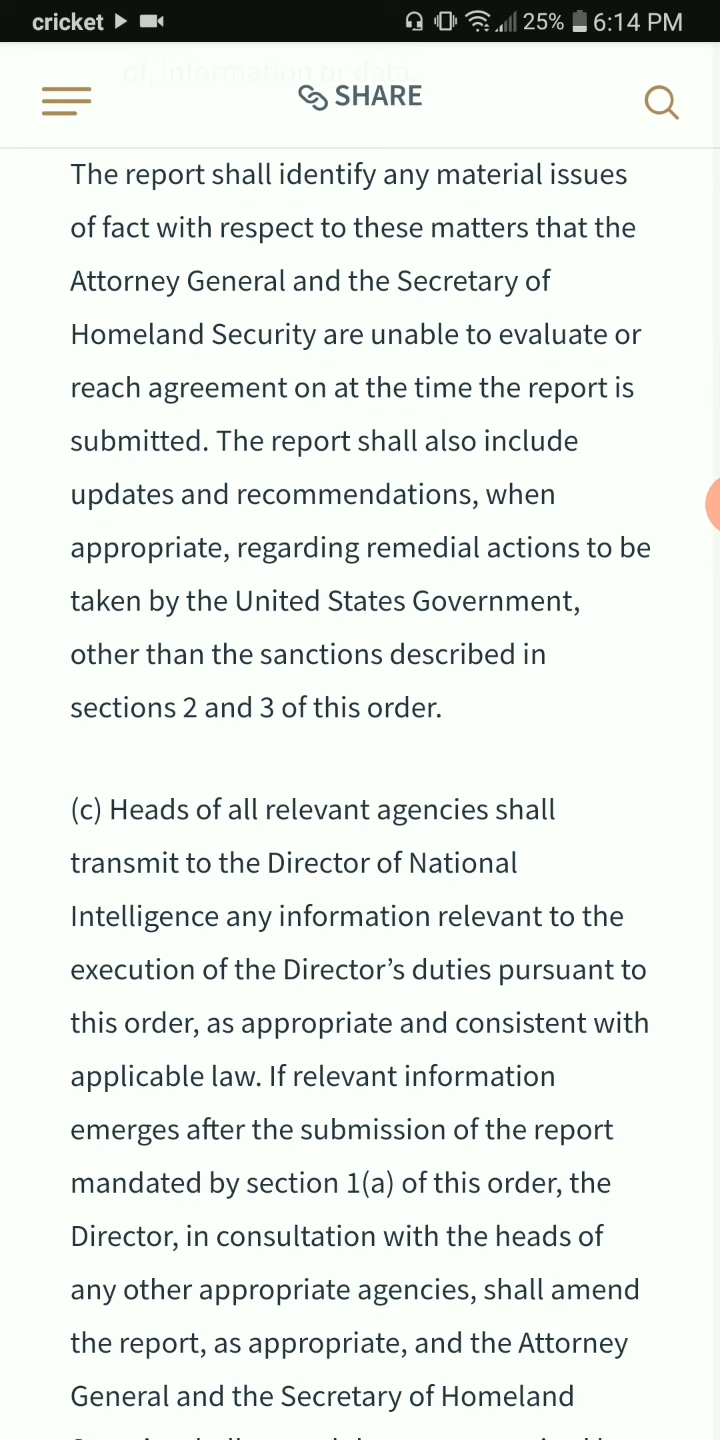 cricket 25% 6:14 PM
of, information or data.
SHARE
The report shall identify any material issues
of fact with respect to these matters that the
Attorney General and the Secretary of
Homeland Security are unable to evaluate or
reach agreement on at the time the report is
submitted. The report shall also include
updates and recommendations, when
appropriate, regarding remedial actions to be
taken by the United States Government,
other than the sanctions described in
sections 2 and 3 of this order.
(c) Heads of all relevant agencies shall
transmit to the Director of National
Intelligence any information relevant to the
execution of the Director’s duties pursuant to
this order, as appropriate and consistent with
applicable law. If relevant information
emerges after the submission of the report
mandated by section 1(a) of this order, the
Director, in consultation with the heads of
any other appropriate agencies, shall amend
the report, as appropriate, and the Attorney
General and the Secretary of Homeland